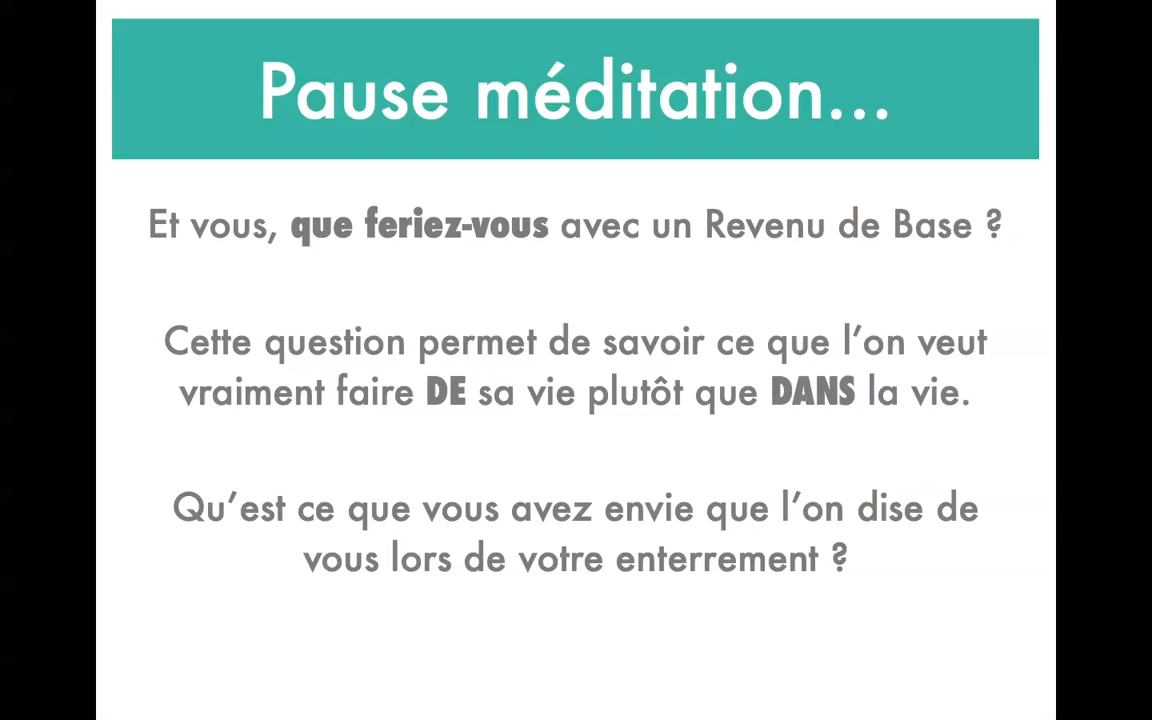 Pause méditation...
Et vous, que feriez-vous avec un Revenu de Base ?
Cette question permet de savoir ce que l’on veut
vraiment faire DE sa vie plutôt que DANS la vie.
Qu’est ce que vous avez envie que l’on dise de
vous lors de votre enterrement ?